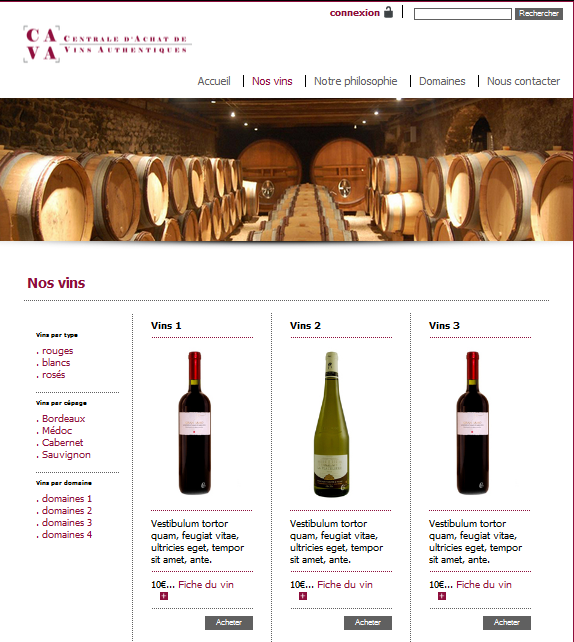 connexion
Rechercher
CA
VA
Centrale d'Achat de
Vins Authentiques
Accueil
Nos vins
Notre philosophie
Domaines
Nous contacter
Nos vins
Vins par type
. rouges
. blancs
. rosés
Vins par cépage
. Bordeaux
. Médoc
. Cabernet
. Sauvignon
Vins par domaine
. domaines 1
. domaines 2
. domaines 3
. domaines 4
Vins 1
Vestibulum tortor
quam, feugiat vitae,
ultricies eget, tempor
sit amet, ante.
10€... Fiche du vin
+
Acheter
Vins 2
Vestibulum tortor
quam, feugiat vitae,
ultricies eget, tempor
sit amet, ante.
10€... Fiche du vin
+
Acheter
Vins 3
Vestibulum tortor
quam, feugiat vitae,
ultricies eget, tempor
sit amet, ante.
10€... Fiche du vin
+
Acheter